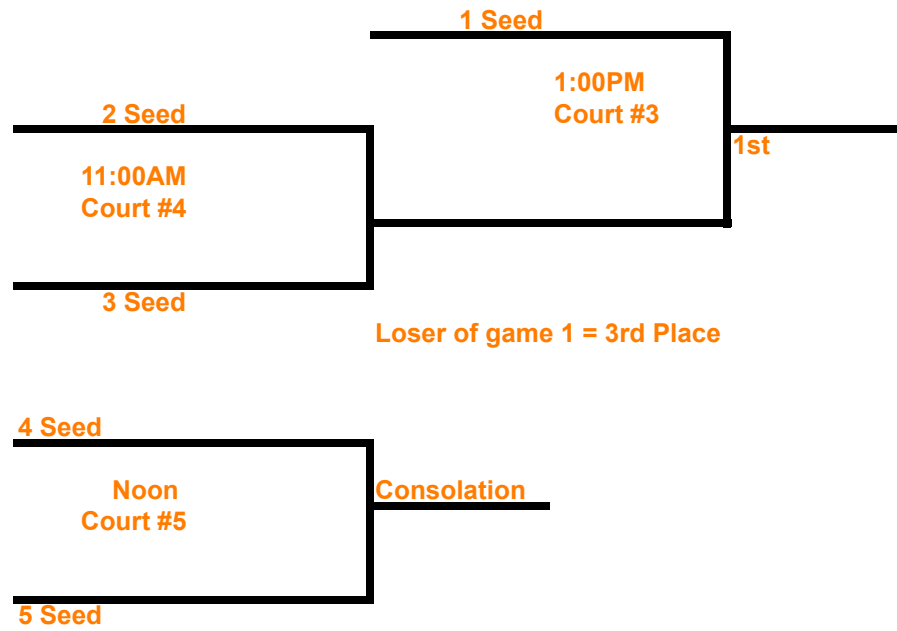 1 Seed
1:00PM
Court #3
2 Seed
1st
11:00AM
Court #4
3 Seed
Loser of game 1 = 3rd Place
4 Seed
Noon
Court #5
Consolation
5 Seed